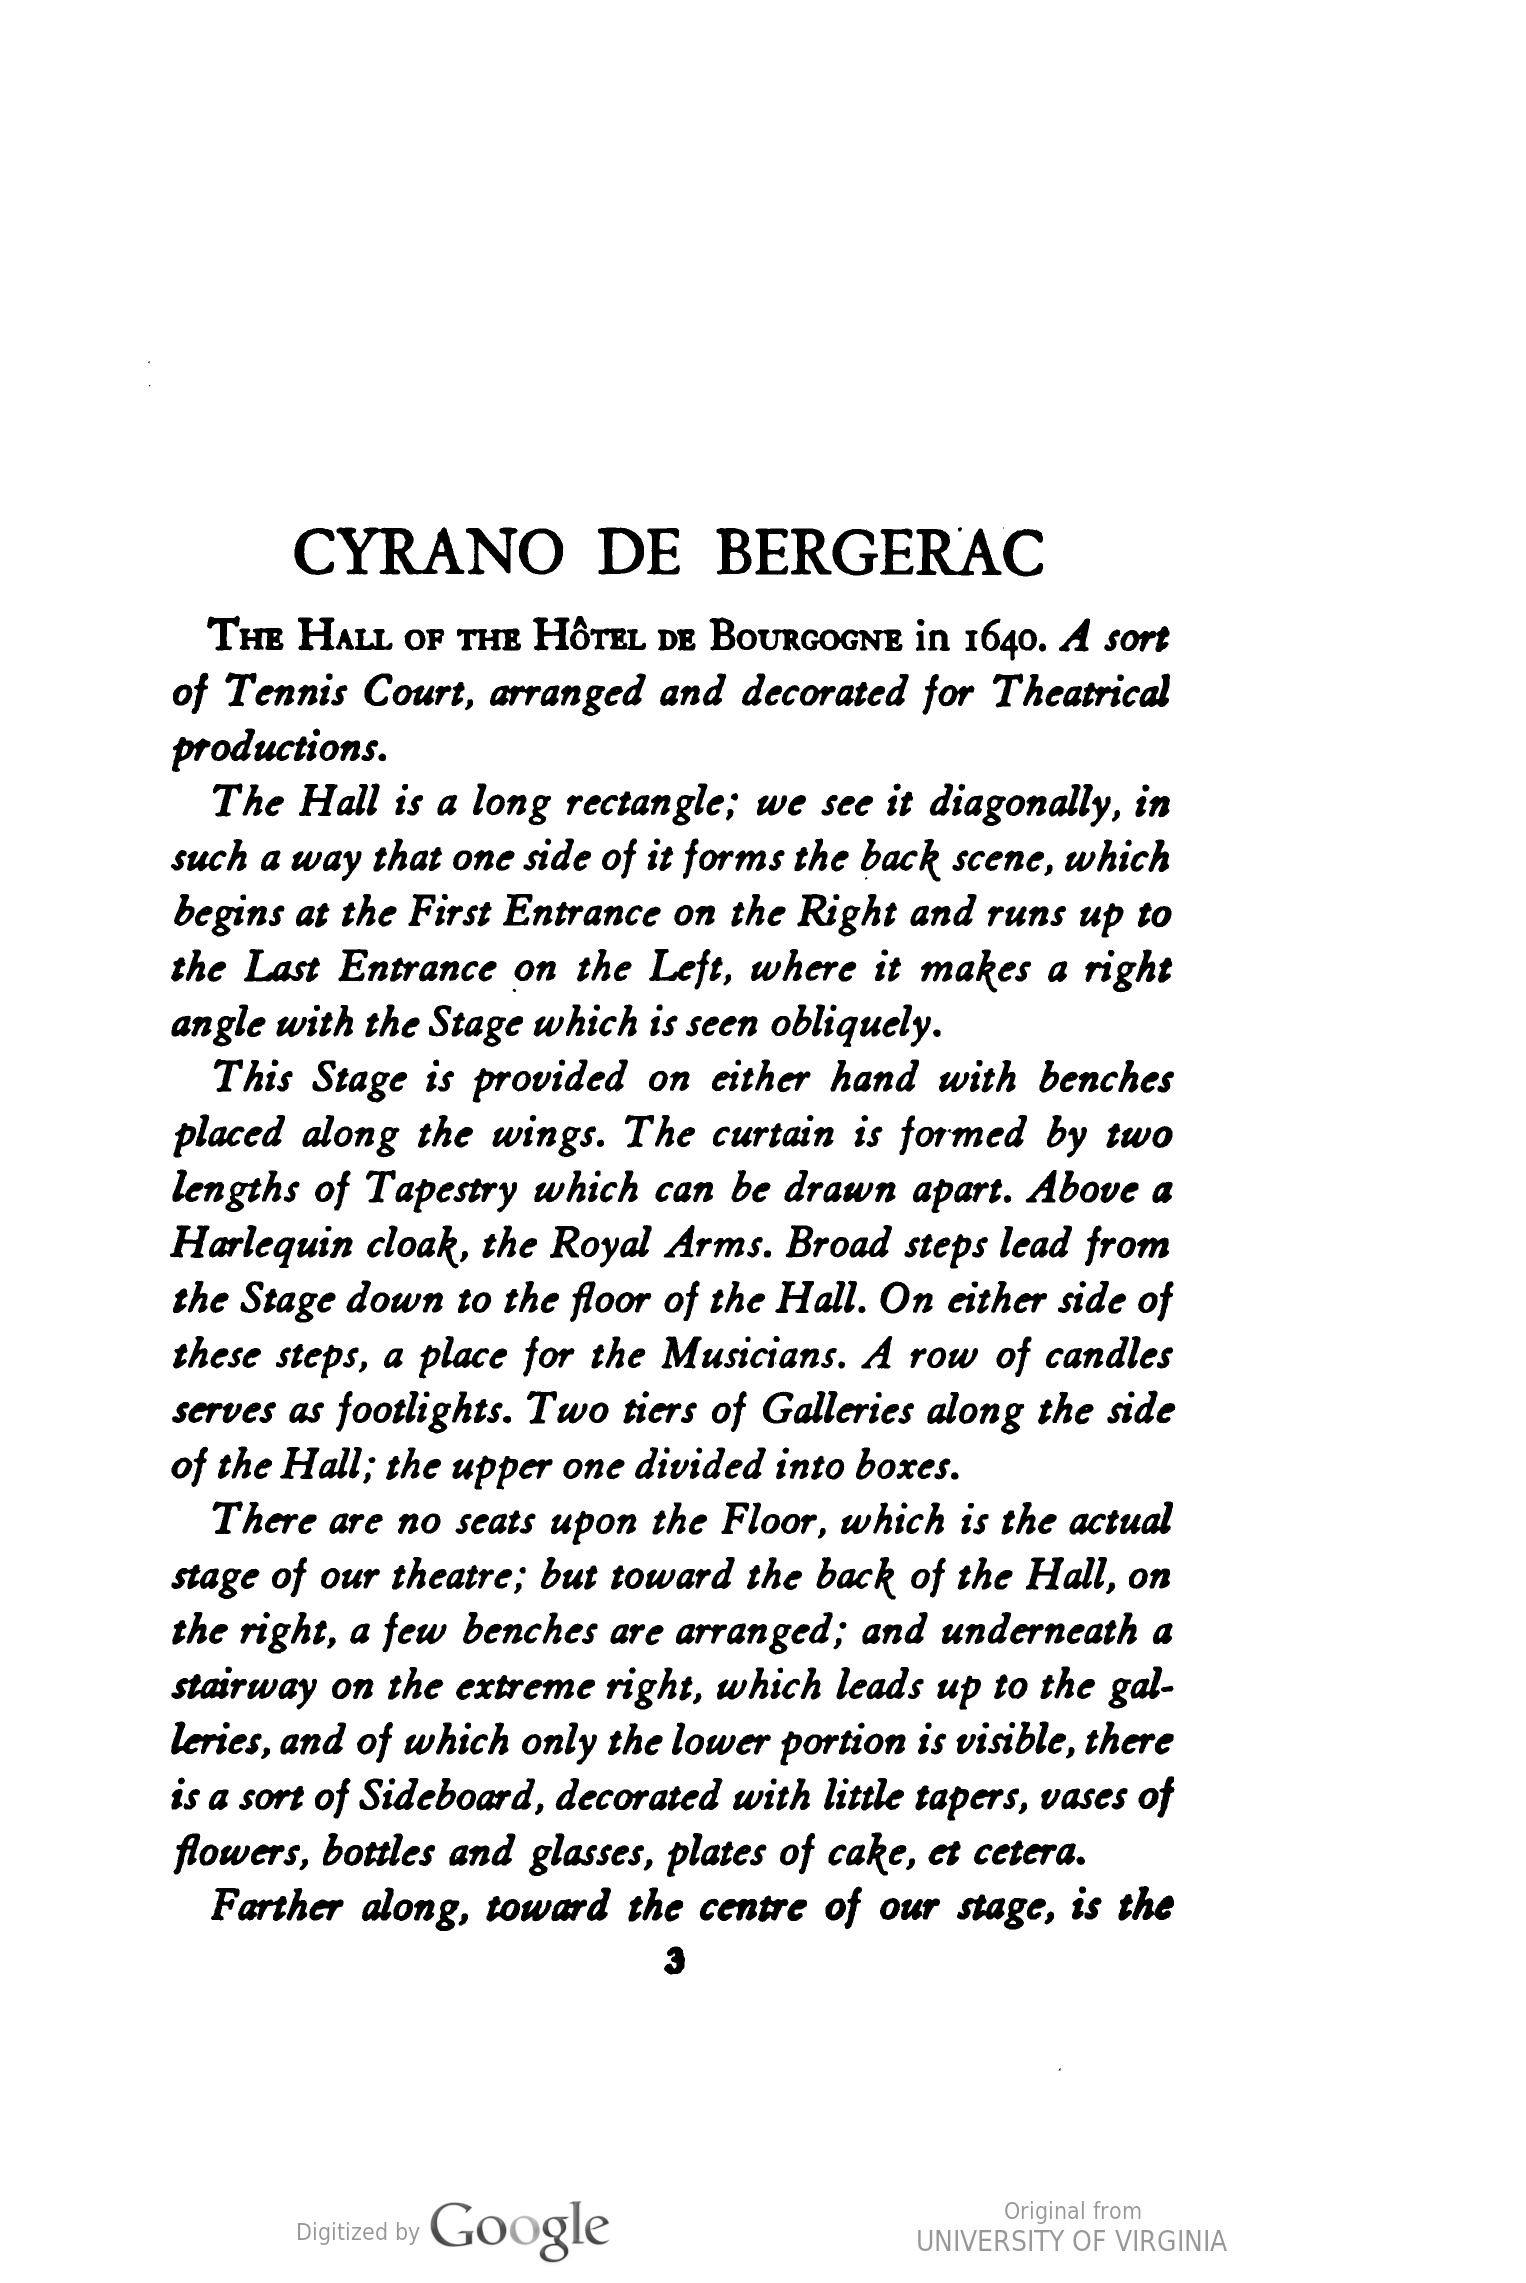 CYRANO DE BERGERAC
THE HALL OF THE HÔTEL DE BOURGOGNE in 1640. A sort
of Tennis Court, arranged and decorated for Theatrical
productions.
The Hall is a long rectangle; we see it diagonally, in
such a way that one side of it forms the back scene, which
begins at the First Entrance on the Right and runs up to
the Last Entrance on the Left, where it makes a right
angle with the Stage which is seen obliquely.
This Stage is provided on either hand with benches
placed along the wings. The curtain is formed by two
lengths of Tapestry which can be drawn apart. Above a
Harlequin cloak, the Royal Arms. Broad steps lead from
the Stage down to the floor of the Hall. On either side of
these steps, a place for the Musicians. A row of candles
serves as footlights. Two tiers of Galleries along the side
of the Hall; the upper one divided into boxes.
There are no seats upon the Floor, which is the actual
stage of our theatre; but toward the back of the Hall, on
the right, a few benches are arranged; and underneath a
stairway on the extreme right, which leads up to the gal-
leries, and of which only the lower portion is visible, there
is a sort of Sideboard, decorated with little tapers, vases of
flowers, bottles and glasses, plates of cake, et cetera.
Farther along, toward the centre of our stage, is the
3
Digitized by Google
Original from
UNIVERSITY OF VIRGINIA